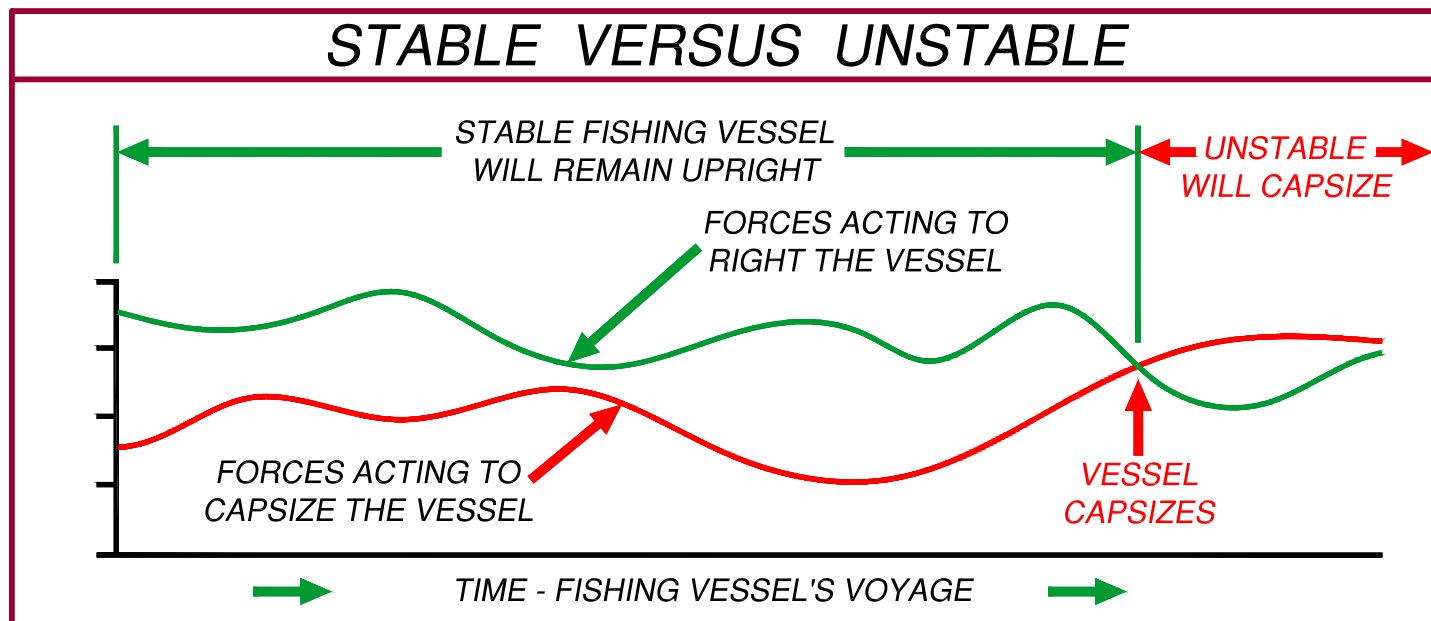 STABLE VERSUS UNSTABLE
STABLE FISHING VESSEL
WILL REMAIN UPRIGHT
UNSTABLE
WILL CAPSIZE
FORCES ACTING TO
RIGHT THE VESSEL
FORCES ACTING TO
CAPSIZE THE VESSEL
VESSEL
CAPSIZES
TIME - FISHING VESSEL'S VOYAGE